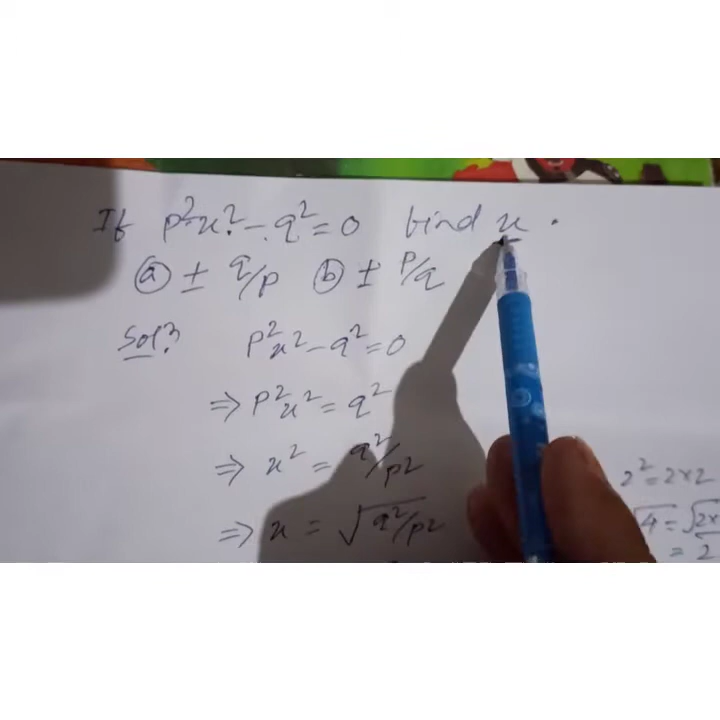 If p²x² - q² = 0 find x.
ⓐ ± q/p ⓑ ± p/q
Sol?
p²x² - q² = 0
⇒ p²x² = q²
⇒ x² = q²/p²
⇒ x = √q²/p²
2² = 2×2
√4 = √2×
= 2